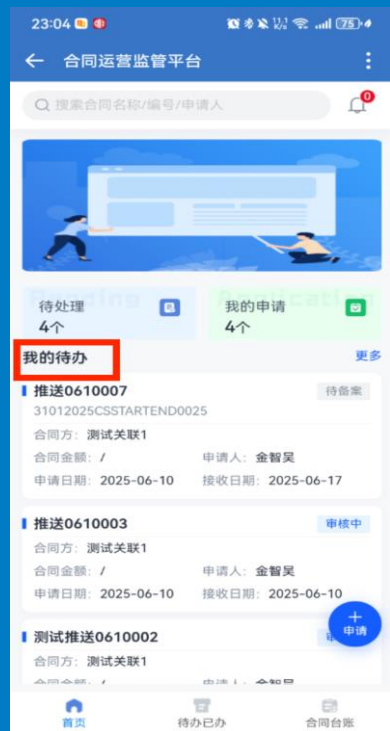 23:04
75
合同运营监管平台
搜索合同名称/编号/申请人
0
待处理
4个
我的申请
4个
我的待办
更多
推送0610007
待备案
31012025CSSTARTEND0025
合同方：测试关联1
合同金额：/
申请人：金智吴
申请日期：2025-06-10
接收日期：2025-06-17
推送0610003
审核中
合同方：测试关联1
合同金额：/
申请人：金智吴
申请日期：2025-06-10
接收日期：2025-06-10
测试推送0610002
申请
合同方：测试关联1
首页
待办已办
合同台账